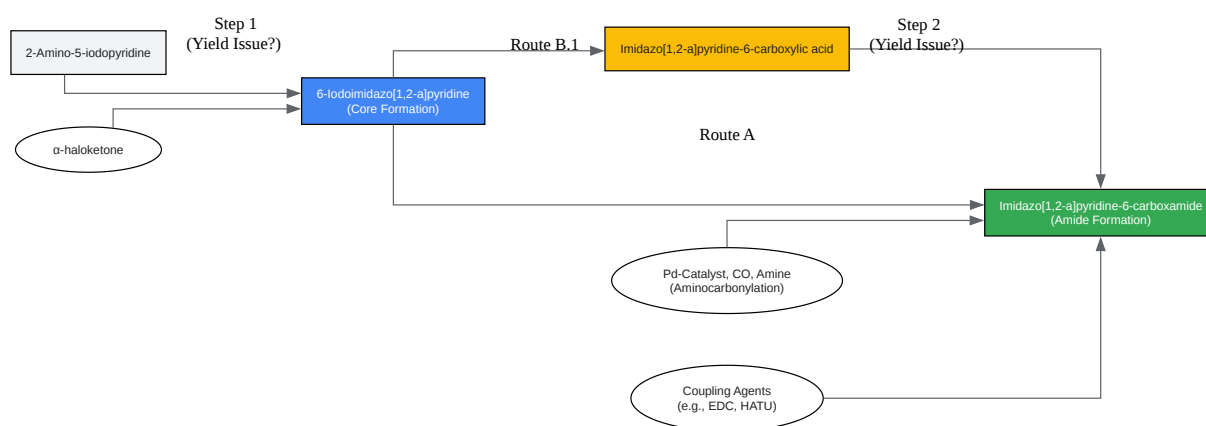 Step 1
(Yield Issue?)
2-Amino-5-iodopyridine
α-haloketone
6-Iodoimidazo[1,2-a]pyridine
(Core Formation)
Route B.1
Imidazo[1,2-a]pyridine-6-carboxylic acid
Step 2
(Yield Issue?)
Route A
Imidazo[1,2-a]pyridine-6-carboxamide
(Amide Formation)
Pd-Catalyst, CO, Amine
(Aminocarbonylation)
Coupling Agents
(e.g., EDC, HATU)